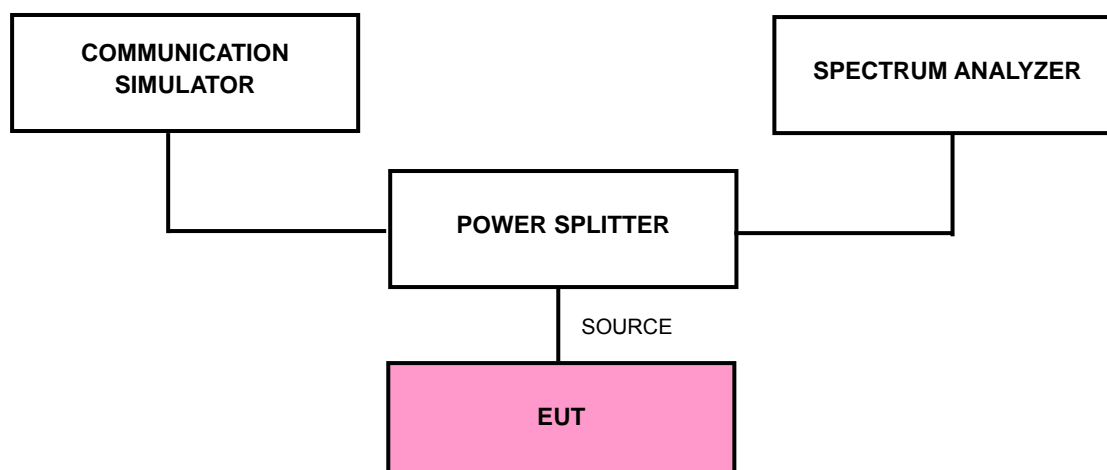 COMMUNICATION
SIMULATOR
SPECTRUM ANALYZER
POWER SPLITTER
SOURCE
EUT